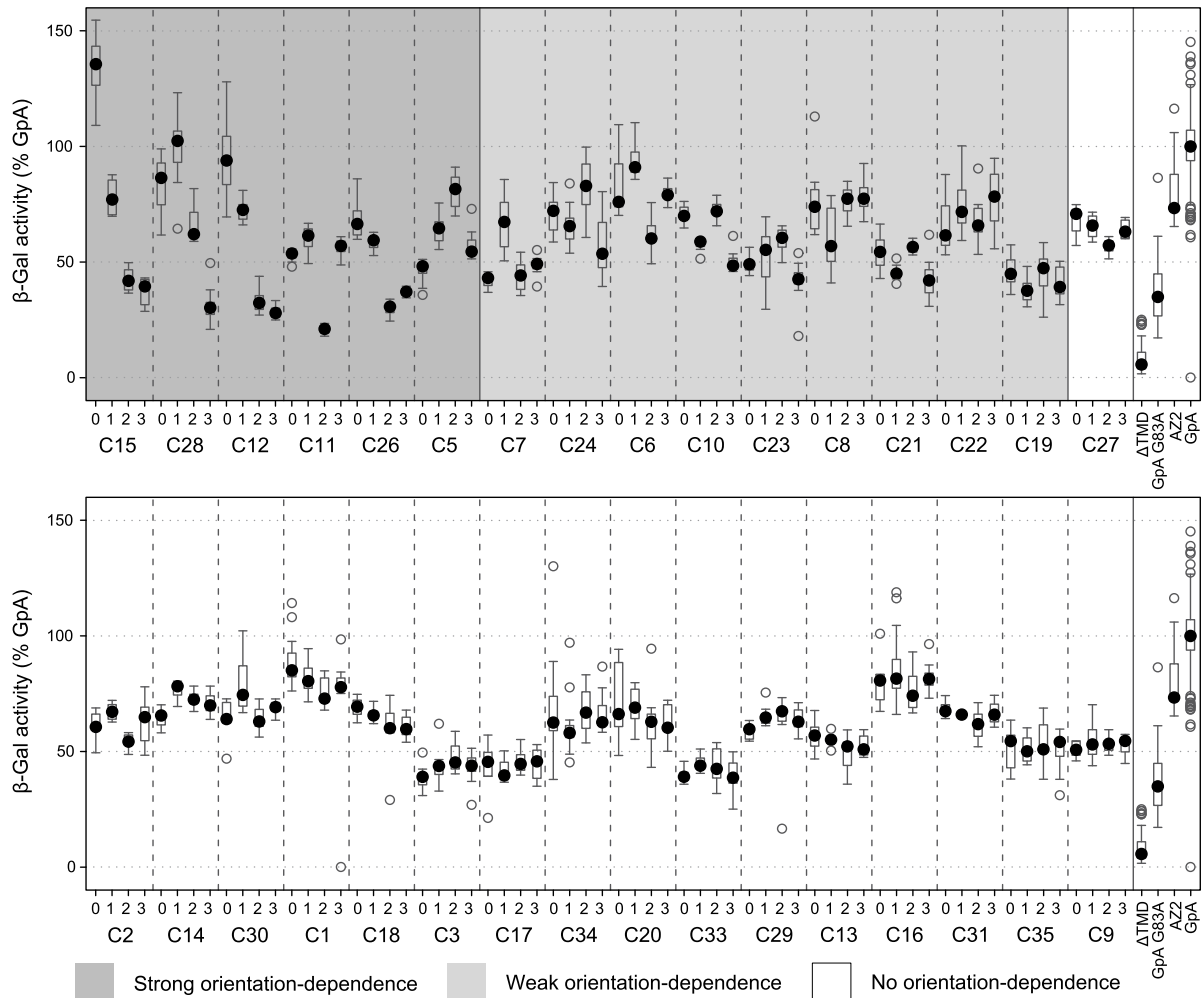 β-Gal activity (% GpA)
150
100
50
0
0 1 2 3 0 1 2 3 0 1 2 3 0 1 2 3 0 1 2 3 0 1 2 3 0 1 2 3 0 1 2 3 0 1 2 3 0 1 2 3 0 1 2 3 0 1 2 3 0 1 2 3 0 1 2 3 0 1 2 3 0 1 2 3 ΔTMD GpA G83A AZ2 GpA
C15 C28 C12 C11 C26 C5 C7 C24 C6 C10 C23 C8 C21 C22 C19 C27
β-Gal activity (% GpA)
150
100
50
0
0 1 2 3 0 1 2 3 0 1 2 3 0 1 2 3 0 1 2 3 0 1 2 3 0 1 2 3 0 1 2 3 0 1 2 3 0 1 2 3 0 1 2 3 0 1 2 3 0 1 2 3 0 1 2 3 0 1 2 3 0 1 2 3 ΔTMD GpA G83A AZ2 GpA
C2 C14 C30 C1 C18 C3 C17 C34 C20 C33 C29 C13 C16 C31 C35 C9
Strong orientation-dependence Weak orientation-dependence No orientation-dependence